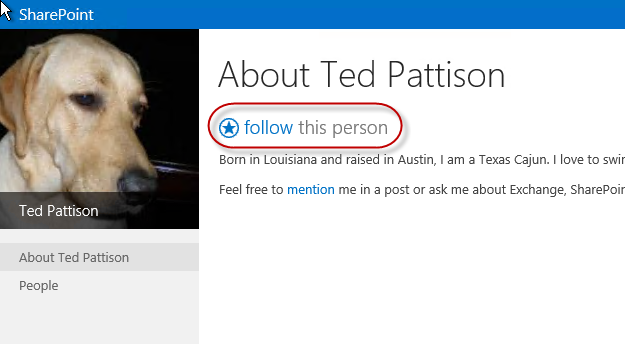 SharePoint
About Ted Pattison
follow this person
Born in Louisiana and raised in Austin, I am a Texas Cajun. I love to swi
Feel free to mention me in a post or ask me about Exchange, SharePoin
Ted Pattison
About Ted Pattison
People